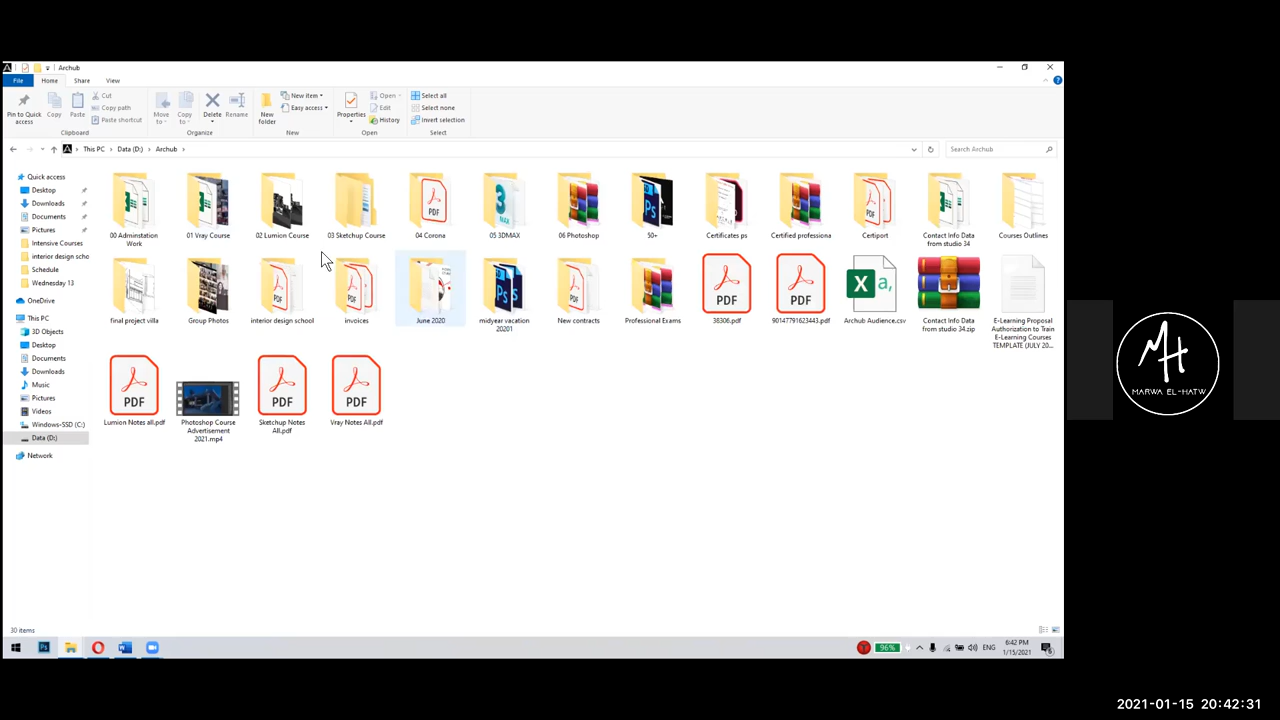 Archub
File Home Share View
Pin to Quick access
Copy
Paste
Cut
Copy path
Paste shortcut
Clipboard
Move to
Copy to
Delete
Rename
Organize
New folder
New item
Easy access
New
Properties
Open
Edit
History
Open
Select all
Select none
Invert selection
Select
This PC > Data (D:) > Archub >
Search Archub
Quick access
Desktop
Downloads
Documents
Pictures
Intensive Courses
interior design scho
Schedule
Wednesday 13
OneDrive
This PC
3D Objects
Desktop
Documents
Downloads
Music
Pictures
Videos
Windows-SSD (C:)
Data (D:)
Network
00 Adminstation Work
01 Vray Course
02 Lumion Course
03 Sketchup Course
04 Corona
05 3DMAX
06 Photoshop
50+
Certificates ps
Certified professiona
Certiport
Contact Info Data from studio 34
Courses Outlines
final project villa
Group Photos
interior design school
invoices
June 2020
midyear vacation 20201
New contracts
Professional Exams
38306.pdf
90147791623443.pdf
Archub Audience.csv
Contact Info Data from studio 34.zip
E-Learning Proposal Authorization to Train E-Learning Courses TEMPLATE (JULY 20...
Lumion Notes all.pdf
Photoshop Course Advertisement 2021.mp4
Sketchup Notes All.pdf
Vray Notes All.pdf
30 items
96%
ENG
6:42 PM
1/15/2021
MH
MARWA EL-HATW
2021-01-15 20:42:31